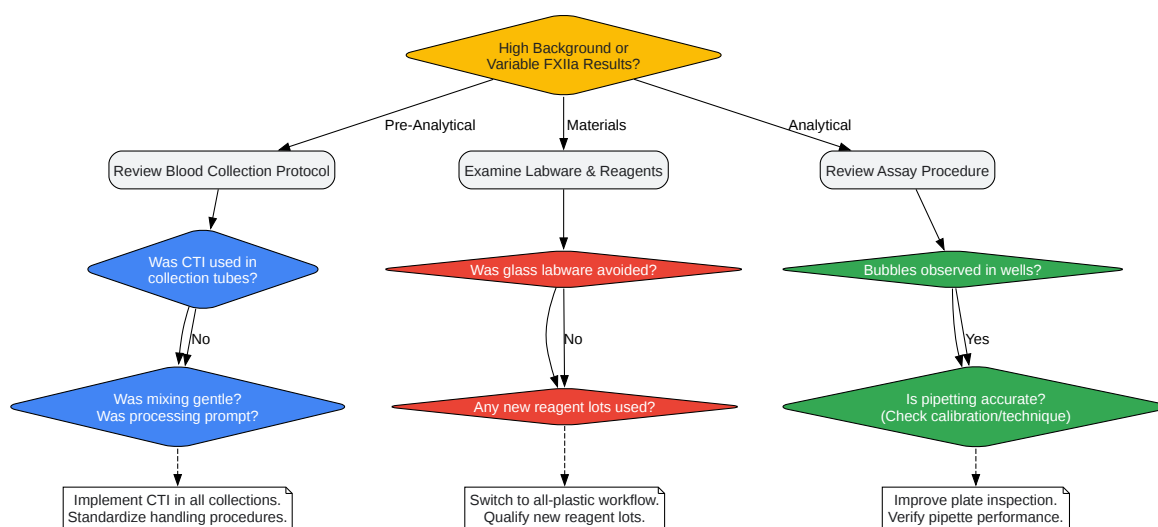 High Background or
Variable FXIIa Results?
Pre-Analytical
Materials
Analytical
Review Blood Collection Protocol
Examine Labware & Reagents
Review Assay Procedure
Was CTI used in
collection tubes?
Was glass labware avoided?
Bubbles observed in wells?
No
No
Yes
Was mixing gentle?
Was processing prompt?
Any new reagent lots used?
Is pipetting accurate?
(Check calibration/technique)
Implement CTI in all collections.
Standardize handling procedures.
Switch to all-plastic workflow.
Qualify new reagent lots.
Improve plate inspection.
Verify pipette performance.